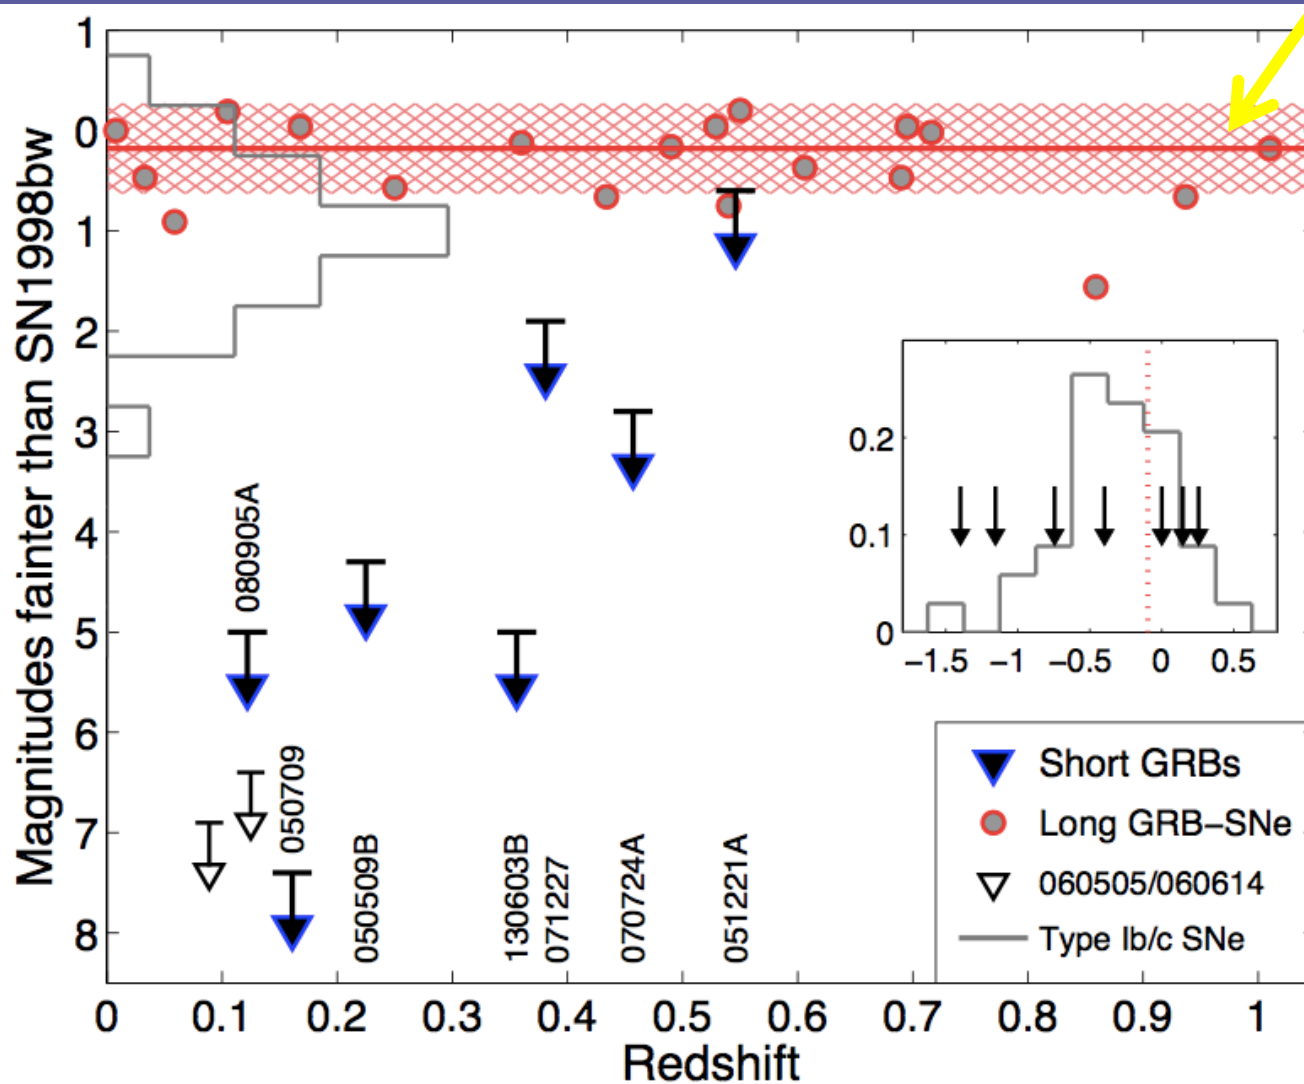 Magnitudes fainter than SN1998bw
1
0
1
2
3
4
5
6
7
8
080905A
050709
050509B
130603B
071227
070724A
051221A
0.2
0.1
0
−1.5 −1 −0.5 0 0.5
Short GRBs
Long GRB−SNe
060505/060614
Type Ib/c SNe
0 0.1 0.2 0.3 0.4 0.5 0.6 0.7 0.8 0.9 1
Redshift